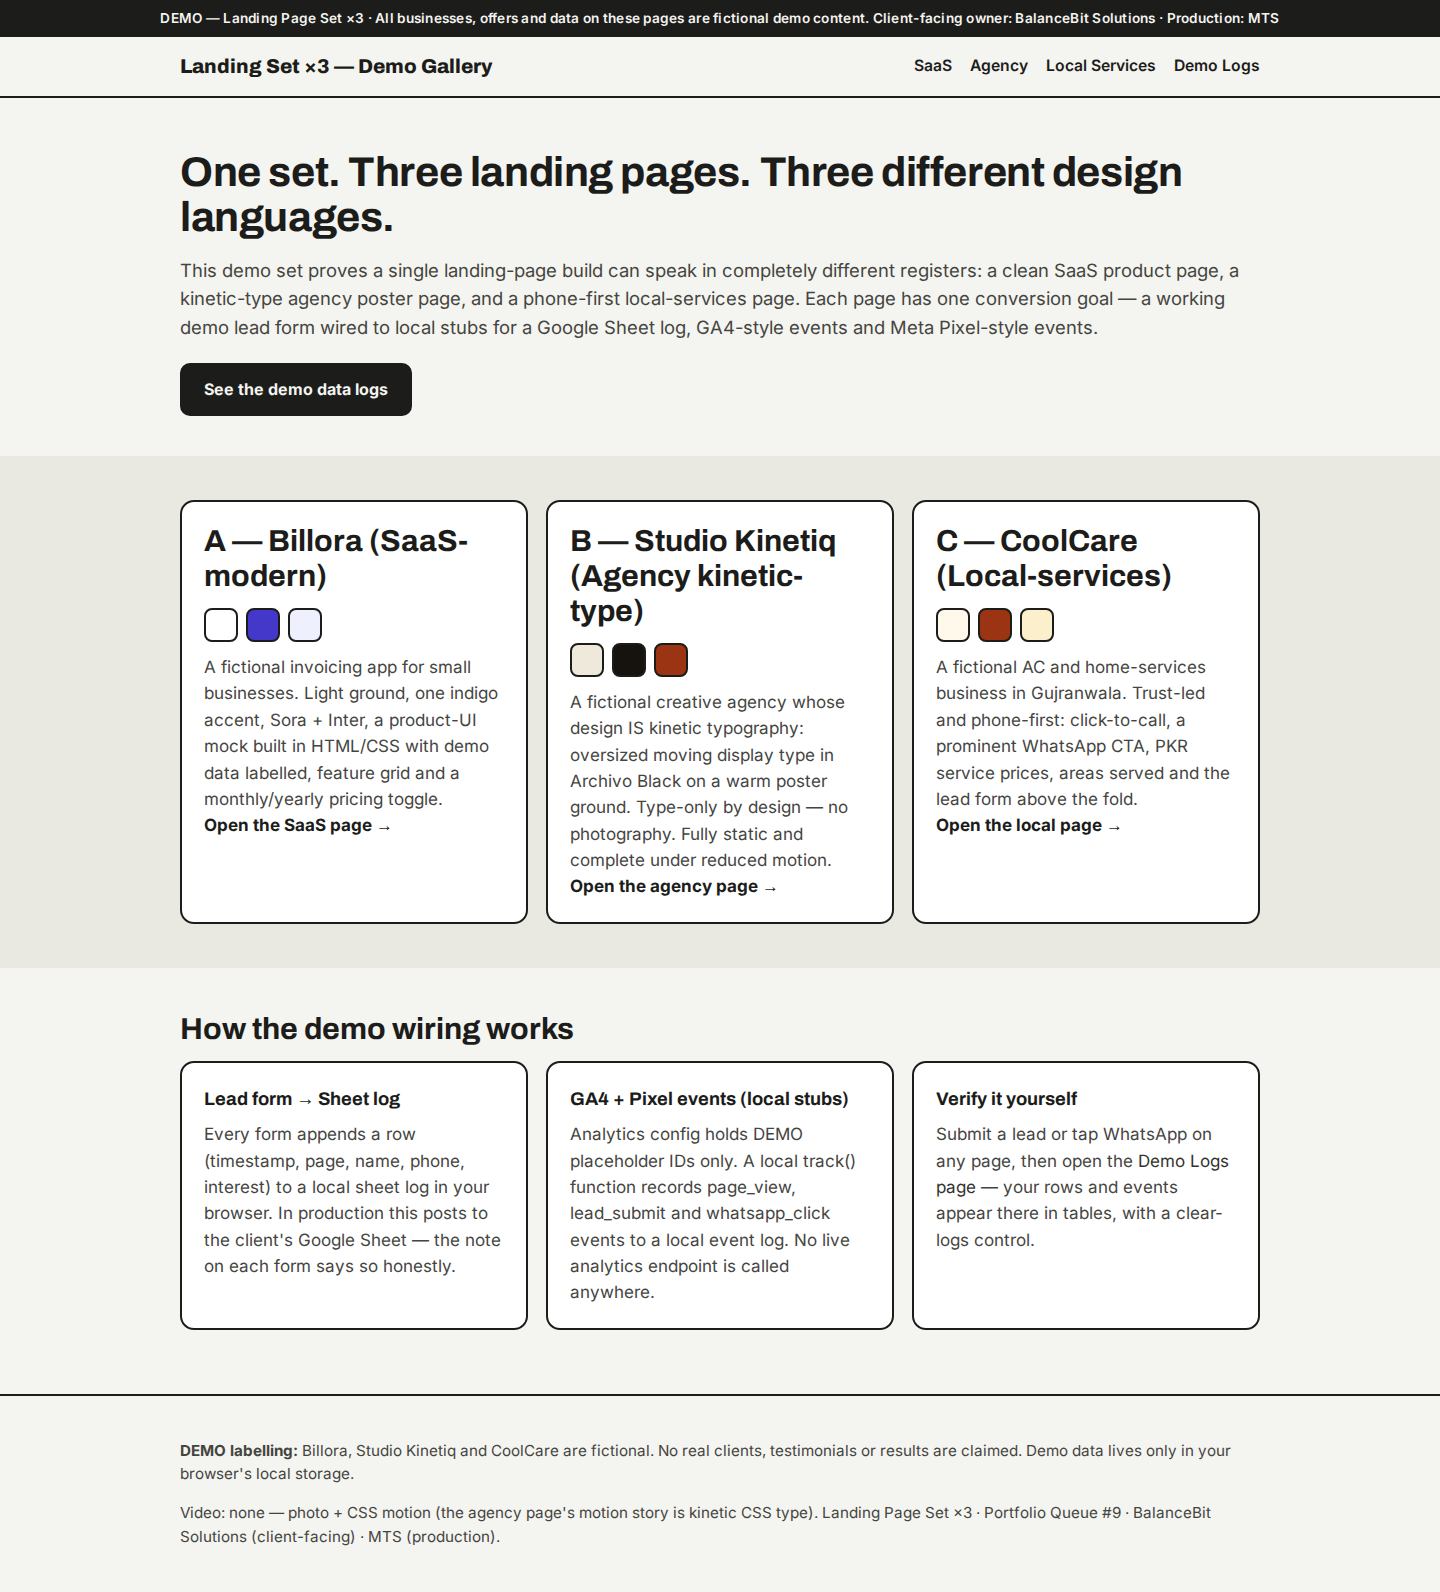 DEMO — Landing Page Set ×3 · All businesses, offers and data on these pages are fictional demo content. Client-facing owner: BalanceBit Solutions · Production: MTS
Landing Set ×3 — Demo Gallery
SaaS Agency Local Services Demo Logs
One set. Three landing pages. Three different design
languages.
This demo set proves a single landing-page build can speak in completely different registers: a clean SaaS product page, a
kinetic-type agency poster page, and a phone-first local-services page. Each page has one conversion goal — a working
demo lead form wired to local stubs for a Google Sheet log, GA4-style events and Meta Pixel-style events.
See the demo data logs
A — Billora (SaaS-
modern)
A fictional invoicing app for small
businesses. Light ground, one indigo
accent, Sora + Inter, a product-UI
mock built in HTML/CSS with demo
data labelled, feature grid and a
monthly/yearly pricing toggle.
Open the SaaS page →
B — Studio Kinetiq
(Agency kinetic-
type)
A fictional creative agency whose
design IS kinetic typography:
oversized moving display type in
Archivo Black on a warm poster
ground. Type-only by design — no
photography. Fully static and
complete under reduced motion.
Open the agency page →
C — CoolCare
(Local-services)
A fictional AC and home-services
business in Gujranwala. Trust-led
and phone-first: click-to-call, a
prominent WhatsApp CTA, PKR
service prices, areas served and the
lead form above the fold.
Open the local page →
How the demo wiring works
Lead form → Sheet log
Every form appends a row
(timestamp, page, name, phone,
interest) to a local sheet log in your
browser. In production this posts to
the client's Google Sheet — the note
on each form says so honestly.
GA4 + Pixel events (local stubs)
Analytics config holds DEMO
placeholder IDs only. A local track()
function records page_view,
lead_submit and whatsapp_click
events to a local event log. No live
analytics endpoint is called
anywhere.
Verify it yourself
Submit a lead or tap WhatsApp on
any page, then open the Demo Logs
page — your rows and events
appear there in tables, with a clear-
logs control.
DEMO labelling: Billora, Studio Kinetiq and CoolCare are fictional. No real clients, testimonials or results are claimed. Demo data lives only in your
browser's local storage.
Video: none — photo + CSS motion (the agency page's motion story is kinetic CSS type). Landing Page Set ×3 · Portfolio Queue #9 · BalanceBit
Solutions (client-facing) · MTS (production).